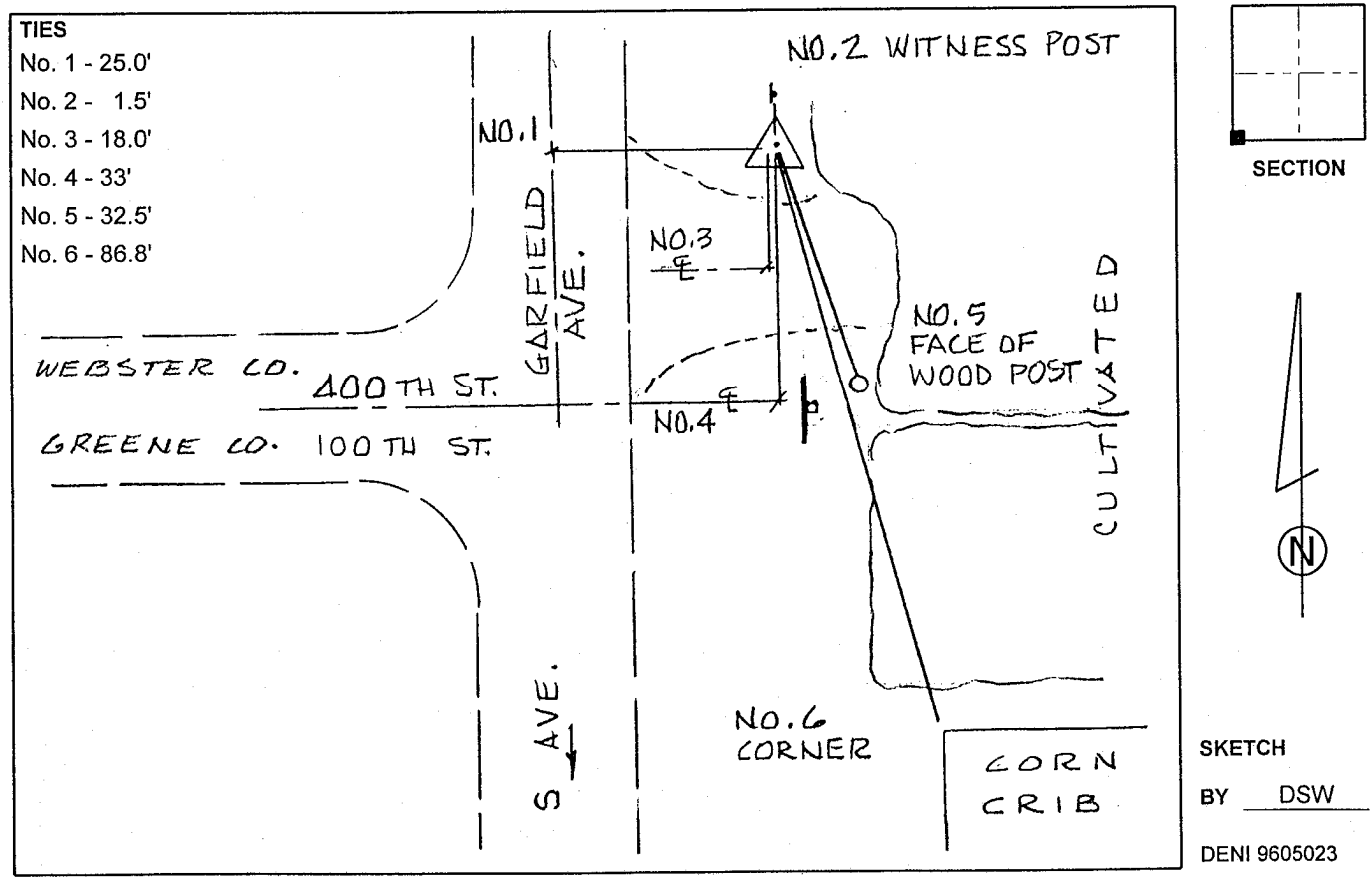 TIES
No. 1 - 25.0'
No. 2 - 1.5'
No. 3 - 18.0'
No. 4 - 33'
No. 5 - 32.5'
No. 6 - 86.8'
NO.2 WITNESS POST
NO.1
GARFIELD
AVE.
NO.3
℄
NO.5
FACE OF
WOOD POST
CULTIVATED
WEBSTER CO.
400TH ST.
℄
NO.4
GREENE CO. 100TH ST.
S AVE.
NO.6
CORNER
CORN
CRIB
SECTION
N
SKETCH
BY DSW
DENI 9605023